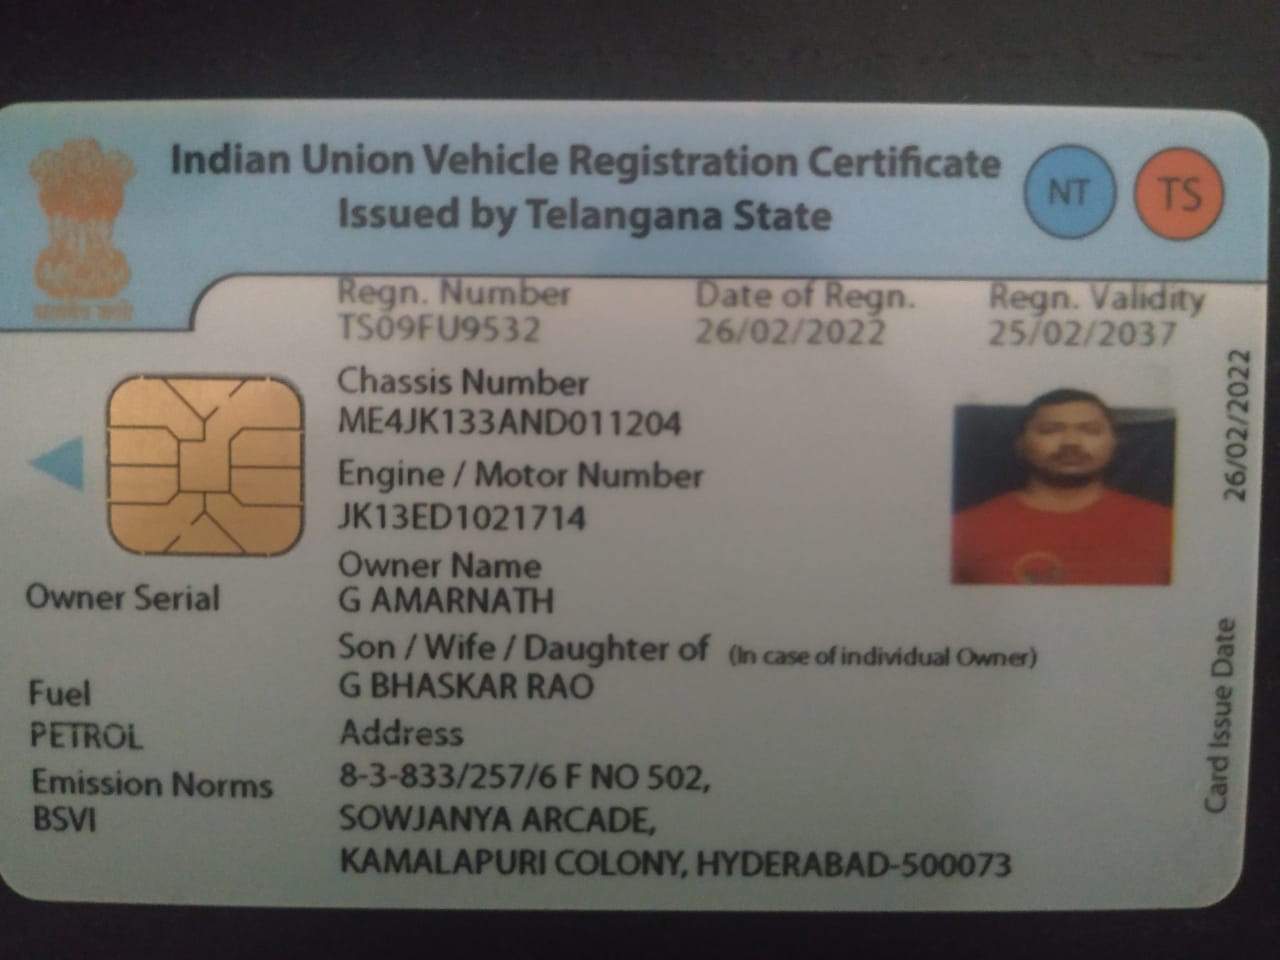 Indian Union Vehicle Registration Certificate
Issued by Telangana State
NT
TS
सत्यमेव जयते
Regn. Number
TS09FU9532
Date of Regn.
26/02/2022
Regn. Validity
25/02/2037
Chassis Number
ME4JK133AND011204
Engine / Motor Number
JK13ED1021714
Owner Name
G AMARNATH
Owner Serial
Son / Wife / Daughter of (In case of individual Owner)
G BHASKAR RAO
Fuel
PETROL
Address
8-3-833/257/6 F NO 502,
SOWJANYA ARCADE,
KAMALAPURI COLONY, HYDERABAD-500073
Emission Norms
BSVI
Card Issue Date
26/02/2022